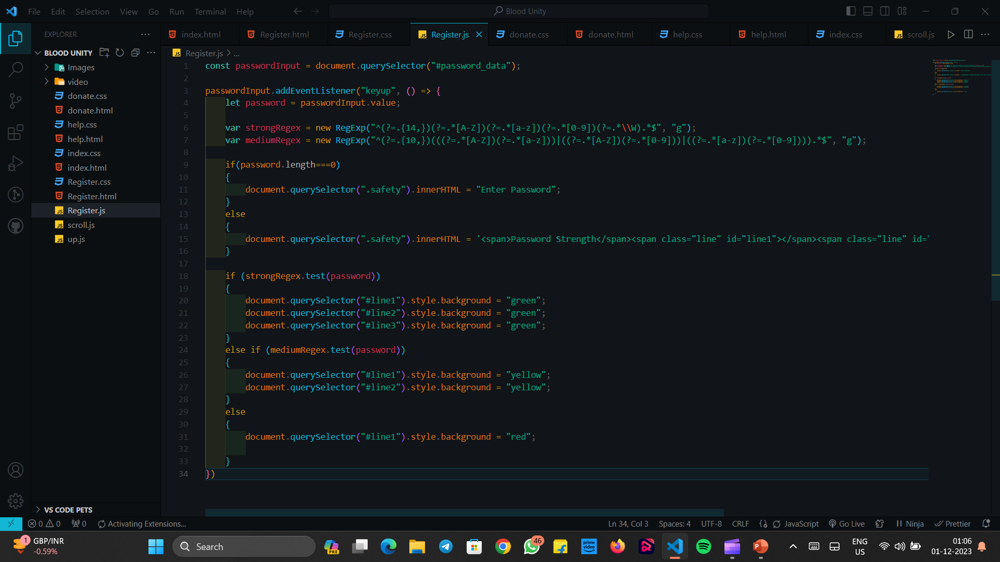 File Edit Selection View Go Run Terminal Help
Blood Unity
EXPLORER
index.html
Register.html
Register.css
Register.js
donate.css
donate.html
help.css
help.html
index.css
scroll.js
BLOOD UNITY
Images
video
donate.css
donate.html
help.css
help.html
index.css
index.html
Register.css
Register.html
Register.js
scroll.js
up.js
VS CODE PETS
Register.js > ...
1 const passwordInput = document.querySelector("#password_data");
2
3 passwordInput.addEventListener("keyup", () => {
4 let password = passwordInput.value;
5
6 var strongRegex = new RegExp("^(?=.{14,})(?=.*[A-Z])(?=.*[a-z])(?=.*[0-9])(?=.*\\W).*$", "g");
7 var mediumRegex = new RegExp("^(?=.{10,})(((?=.*[A-Z])(?=.*[a-z]))|((?=.*[A-Z])(?=.*[0-9]))|((?=.*[a-z])(?=.*[0-9]))).*$", "g");
8
9 if(password.length===0)
10 {
11 document.querySelector(".safety").innerHTML = "Enter Password";
12 }
13 else
14 {
15 document.querySelector(".safety").innerHTML = '<span>Password Strength</span><span class="line" id="line1"></span><span class="line" id='
16 }
17
18 if (strongRegex.test(password))
19 {
20 document.querySelector("#line1").style.background = "green";
21 document.querySelector("#line2").style.background = "green";
22 document.querySelector("#line3").style.background = "green";
23 }
24 else if (mediumRegex.test(password))
25 {
26 document.querySelector("#line1").style.background = "yellow";
27 document.querySelector("#line2").style.background = "yellow";
28 }
29 else
30 {
31 document.querySelector("#line1").style.background = "red";
32
33 }
34 })
0 0 0 Activating Extensions...
Ln 34, Col 3 Spaces: 4 UTF-8 CRLF JavaScript Go Live Ninja Prettier
1
GBP/INR
-0.59%
Search
PRE
46
prime video
ENG
US
01:06
01-12-2023